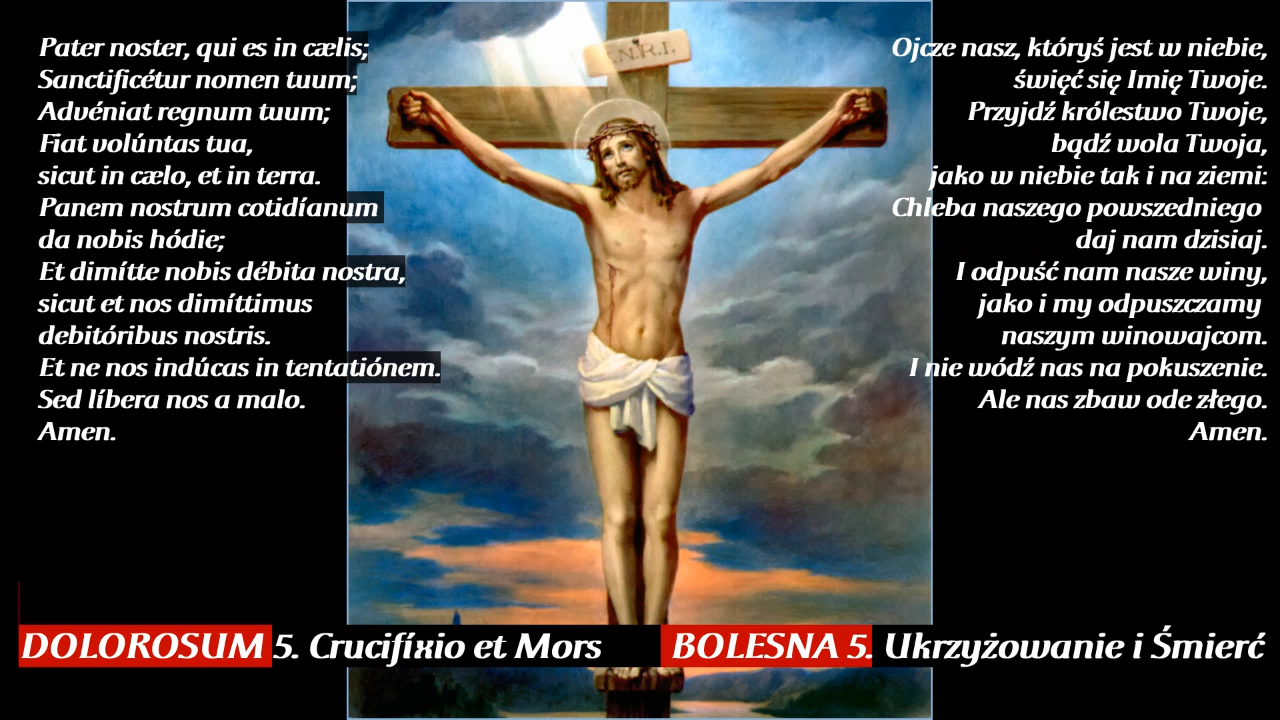 Pater noster, qui es in cælis;
Sanctificétur nomen tuum;
Advéniat regnum tuum;
Fiat volúntas tua,
sicut in cælo, et in terra.
Panem nostrum cotidíanum
da nobis hódie;
Et dimítte nobis débita nostra,
sicut et nos dimíttimus
debitóribus nostris.
Et ne nos indúcas in tentatiónem.
Sed líbera nos a malo.
Amen.
I.N.R.I.
Ojcze nasz, któryś jest w niebie,
święć się Imię Twoje.
Przyjdź królestwo Twoje,
bądź wola Twoja,
jako w niebie tak i na ziemi:
Chleba naszego powszedniego
daj nam dzisiaj.
I odpuść nam nasze winy,
jako i my odpuszczamy
naszym winowajcom.
I nie wódź nas na pokuszenie.
Ale nas zbaw ode złego.
Amen.
DOLOROSUM 5. Crucifíxio et Mors
BOLESNA 5. Ukrzyżowanie i Śmierć